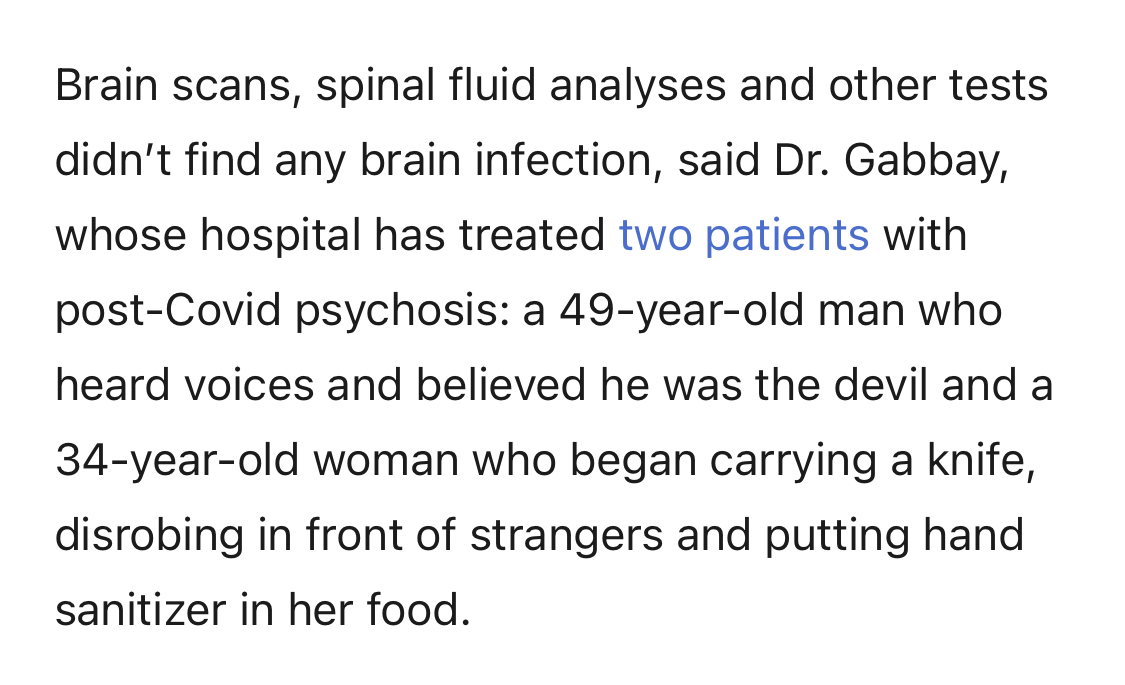 Brain scans, spinal fluid analyses and other tests
didn’t find any brain infection, said Dr. Gabbay,
whose hospital has treated two patients with
post-Covid psychosis: a 49-year-old man who
heard voices and believed he was the devil and a
34-year-old woman who began carrying a knife,
disrobing in front of strangers and putting hand
sanitizer in her food.